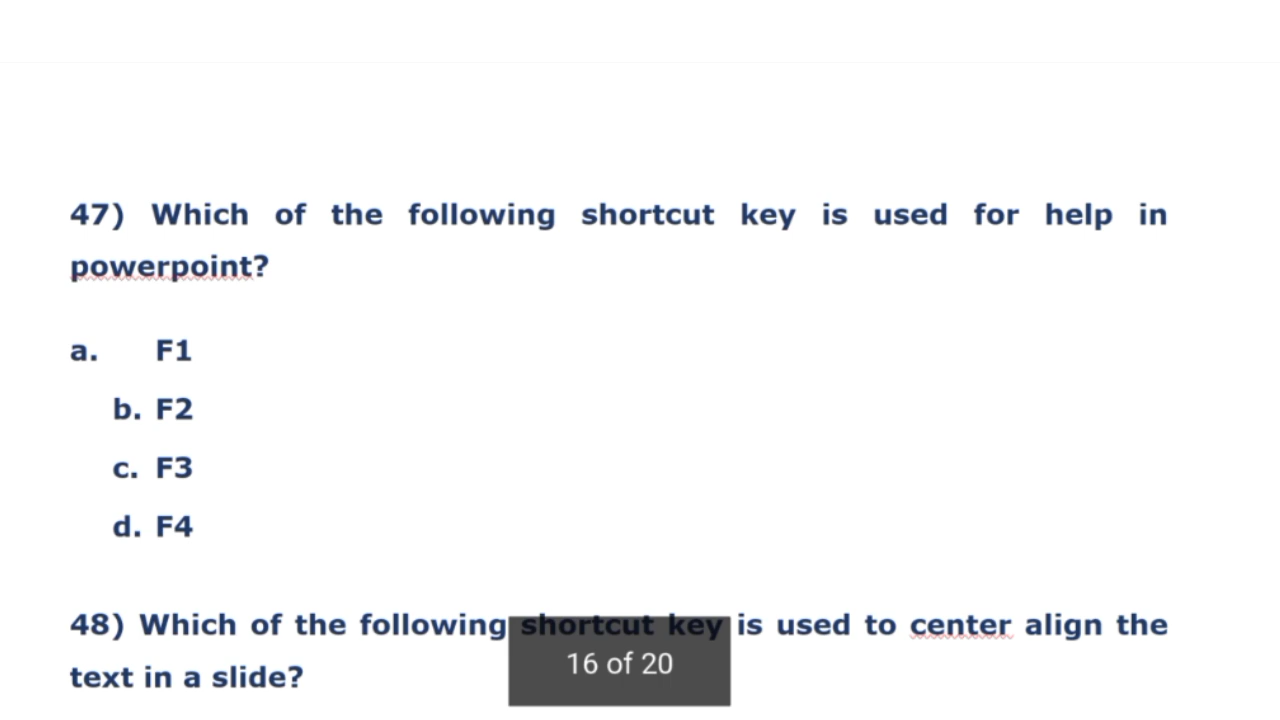 47) Which of the following shortcut key is used for help in
powerpoint?
a. F1
b. F2
c. F3
d. F4
48) Which of the following shortcut key is used to center align the
text in a slide?
16 of 20